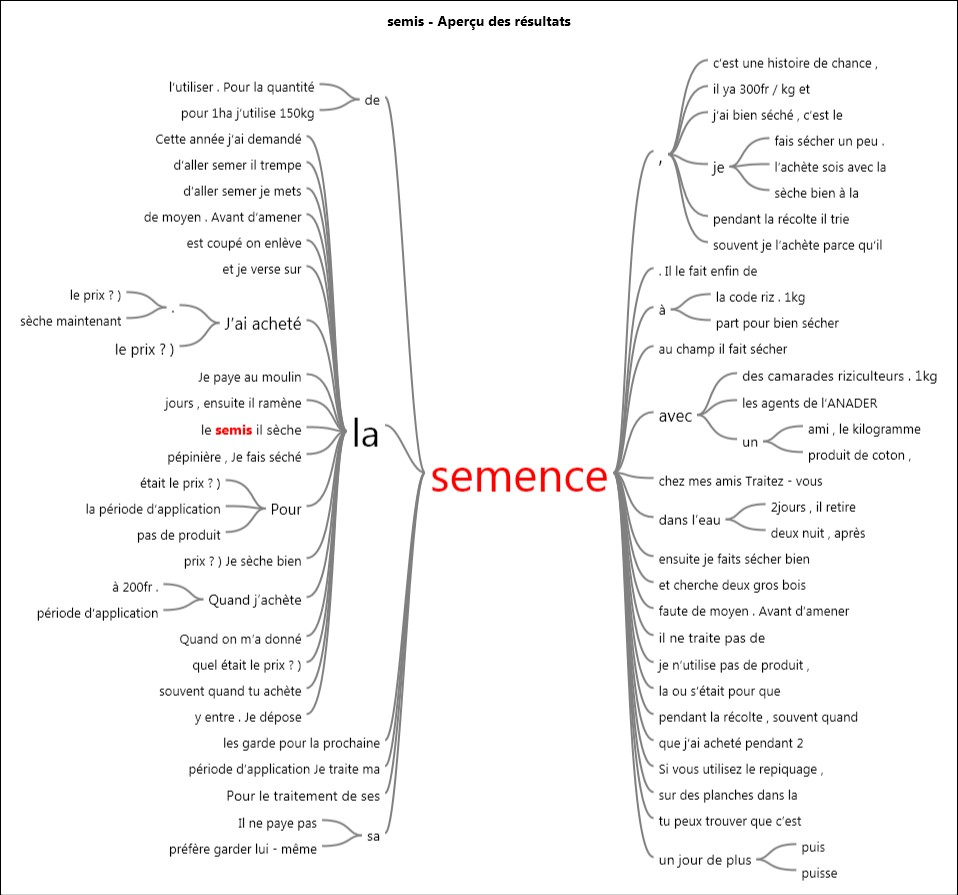 semis - Aperçu des résultats
l'utiliser . Pour la quantité
pour 1ha j'utilise 150kg
de
Cette année j'ai demandé
d'aller semer il trempe
d'aller semer je mets
de moyen . Avant d'amener
est coupé on enlève
et je verse sur
le prix ? )
sèche maintenant
.
le prix ? )
J'ai acheté
Je paye au moulin
jours , ensuite il ramène
le semis il sèche
pépinière , Je fais séché
était le prix ? )
la période d'application
pas de produit
Pour
prix ? ) Je sèche bien
à 200fr .
période d'application
Quand j'achète
Quand on m'a donné
quel était le prix ? )
souvent quand tu achète
y entre . Je dépose
la
les garde pour la prochaine
période d'application Je traite ma
Pour le traitement de ses
Il ne paye pas
préfère garder lui - même
sa
semence
,
c'est une histoire de chance ,
il ya 300fr / kg et
j'ai bien séché , c'est le
je
fais sécher un peu .
l'achète sois avec la
sèche bien à la
pendant la récolte il trie
souvent je l'achète parce qu'il
. Il le fait enfin de
à
la code riz . 1kg
part pour bien sécher
au champ il fait sécher
avec
des camarades riziculteurs . 1kg
les agents de l'ANADER
un
ami , le kilogramme
produit de coton ,
chez mes amis Traitez - vous
dans l'eau
2jours , il retire
deux nuit , après
ensuite je faits sécher bien
et cherche deux gros bois
faute de moyen . Avant d'amener
il ne traite pas de
je n'utilise pas de produit ,
la ou s'était pour que
pendant la récolte , souvent quand
que j'ai acheté pendant 2
Si vous utilisez le repiquage ,
sur des planches dans la
tu peux trouver que c'est
un jour de plus
puis
puisse